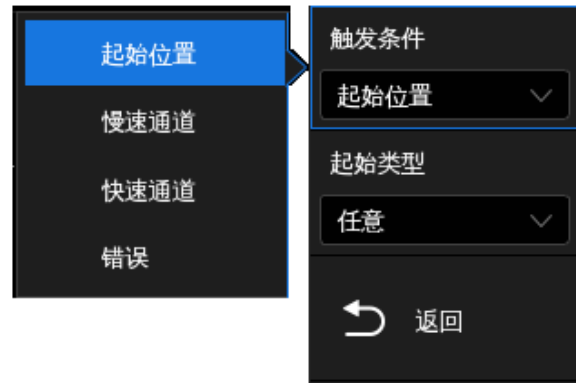 起始位置
慢速通道
快速通道
错误
触发条件
起始位置
起始类型
任意
返回